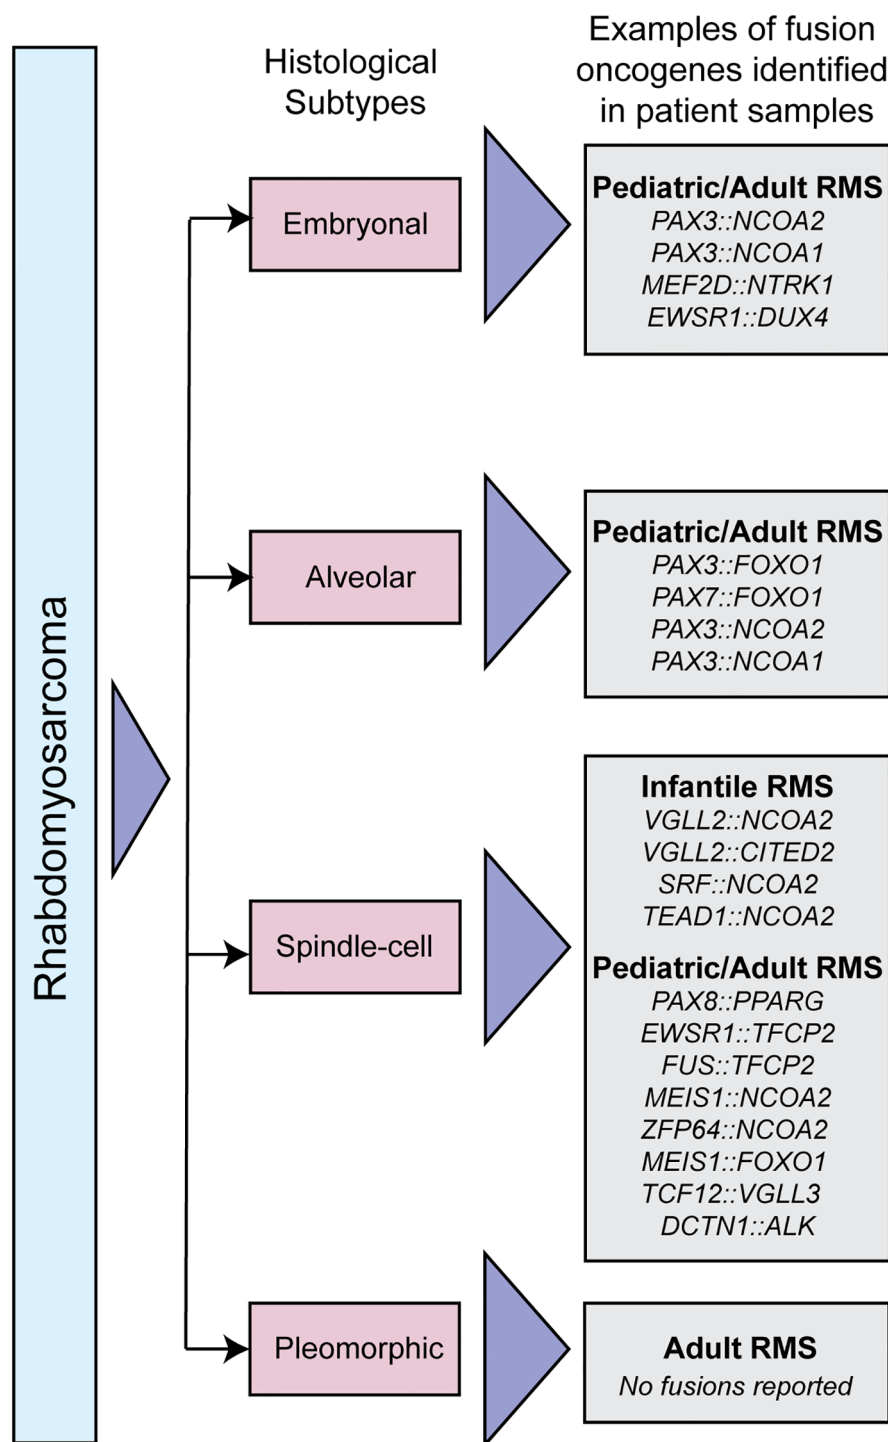 Rhabdomyosarcoma
Histological
Subtypes
Examples of fusion
oncogenes identified
in patient samples
Embryonal
Pediatric/Adult RMS
PAX3::NCOA2
PAX3::NCOA1
MEF2D::NTRK1
EWSR1::DUX4
Alveolar
Pediatric/Adult RMS
PAX3::FOXO1
PAX7::FOXO1
PAX3::NCOA2
PAX3::NCOA1
Spindle-cell
Infantile RMS
VGLL2::NCOA2
VGLL2::CITED2
SRF::NCOA2
TEAD1::NCOA2
Pediatric/Adult RMS
PAX8::PPARG
EWSR1::TFCP2
FUS::TFCP2
MEIS1::NCOA2
ZFP64::NCOA2
MEIS1::FOXO1
TCF12::VGLL3
DCTN1::ALK
Pleomorphic
Adult RMS
No fusions reported